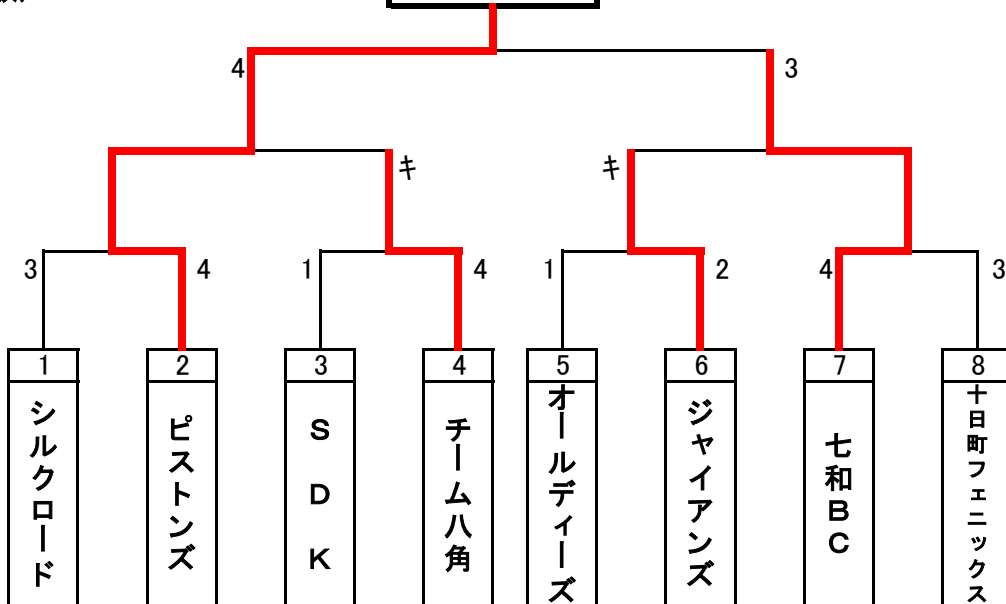 4 3
キ キ
3 4 1 4 1 2 4 3
1 2 3 4 5 6 7 8
シルクロード
ピストンズ
SDK
チーム八角
オールディーズ
ジャイアンズ
七和BC
十日町フェニックス